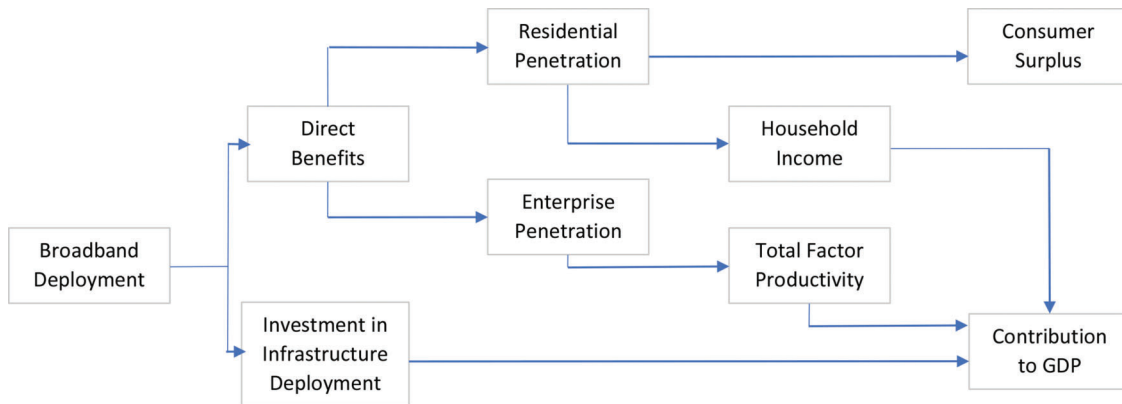 Residential
Penetration
Consumer
Surplus
Direct
Benefits
Household
Income
Enterprise
Penetration
Broadband
Deployment
Total Factor
Productivity
Investment in
Infrastructure
Deployment
Contribution
to GDP